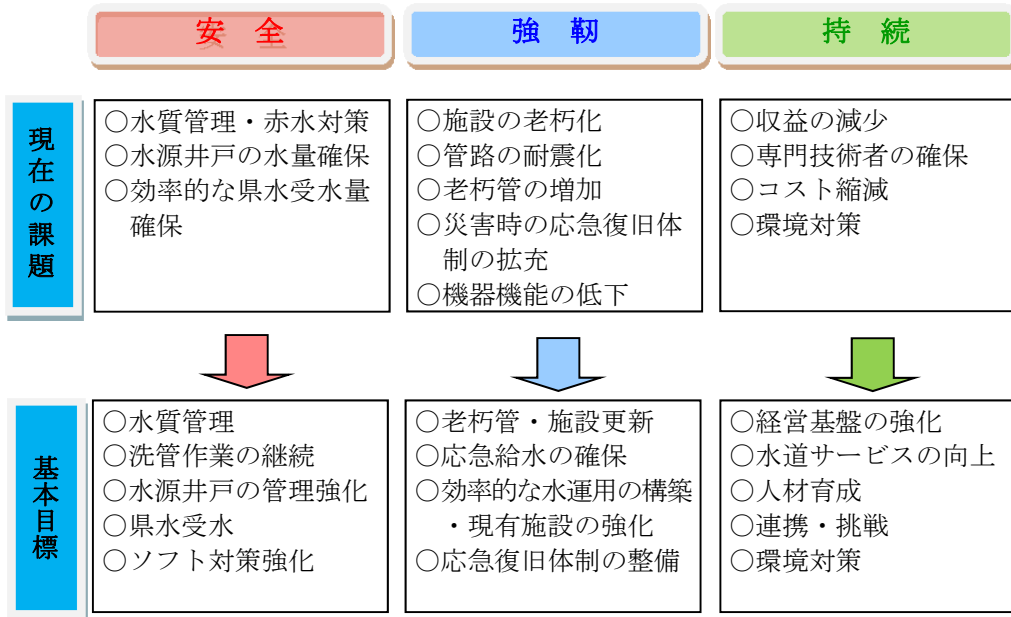 安全
強靭
持続
現在の課題
○水質管理・赤水対策
○水源井戸の水量確保
○効率的な県水受水量
確保
○施設の老朽化
○管路の耐震化
○老朽管の増加
○災害時の応急復旧体
制の拡充
○機器機能の低下
○収益の減少
○専門技術者の確保
○コスト縮減
○環境対策
基本目標
○水質管理
○洗管作業の継続
○水源井戸の管理強化
○県水受水
○ソフト対策強化
○老朽管・施設更新
○応急給水の確保
○効率的な水運用の構築
・現有施設の強化
○応急復旧体制の整備
○経営基盤の強化
○水道サービスの向上
○人材育成
○連携・挑戦
○環境対策